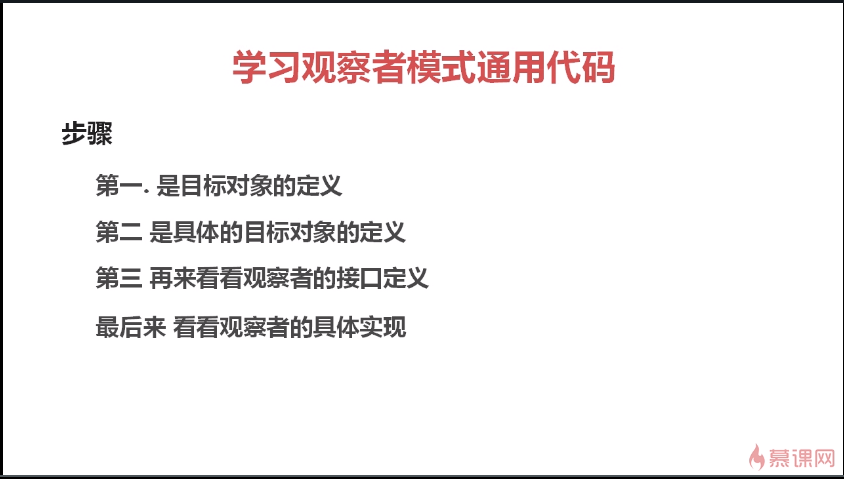 学习观察者模式通用代码
步骤
第一. 是目标对象的定义
第二 是具体的目标对象的定义
第三 再来看看观察者的接口定义
最后来 看看观察者的具体实现
慕课网